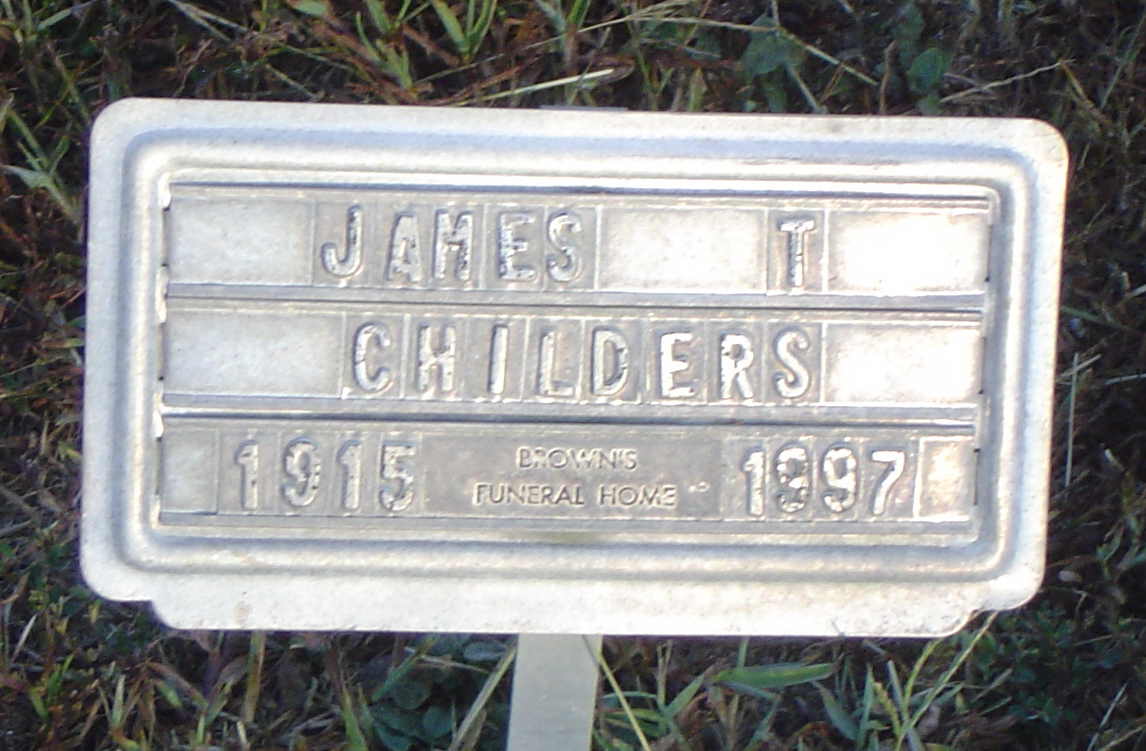 JAMES T
CHILDERS
1915 BROWN'S 1997
FUNERAL HOME